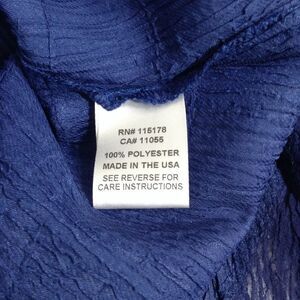 RN# 115178
CA# 11055
100% POLYESTER
MADE IN THE USA
SEE REVERSE FOR
CARE INSTRUCTIONS